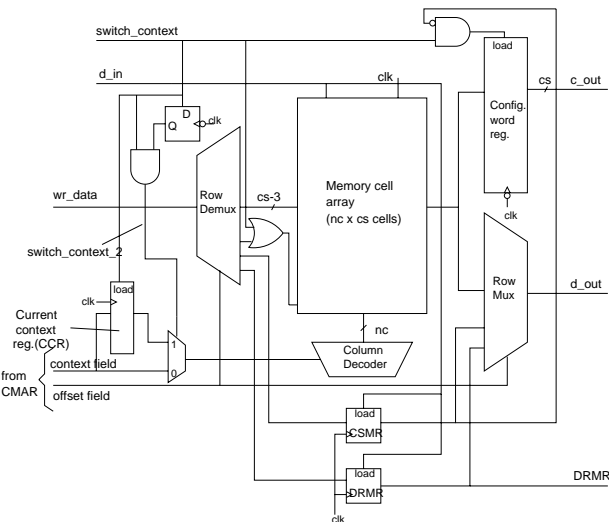 switch_context
load
d_in
clk
cs
c_out
D
Q
clk
Config.
word
reg.
Row
Demux
Memory cell
array
(nc x cs cells)
wr_data
cs-3
clk
switch_context_2
Row
Mux
d_out
load
clk
nc
Current
context
reg.(CCR)
1
Column
Decoder
context field
0
from
CMAR
offset field
load
CSMR
load
DRMR
DRMR
clk